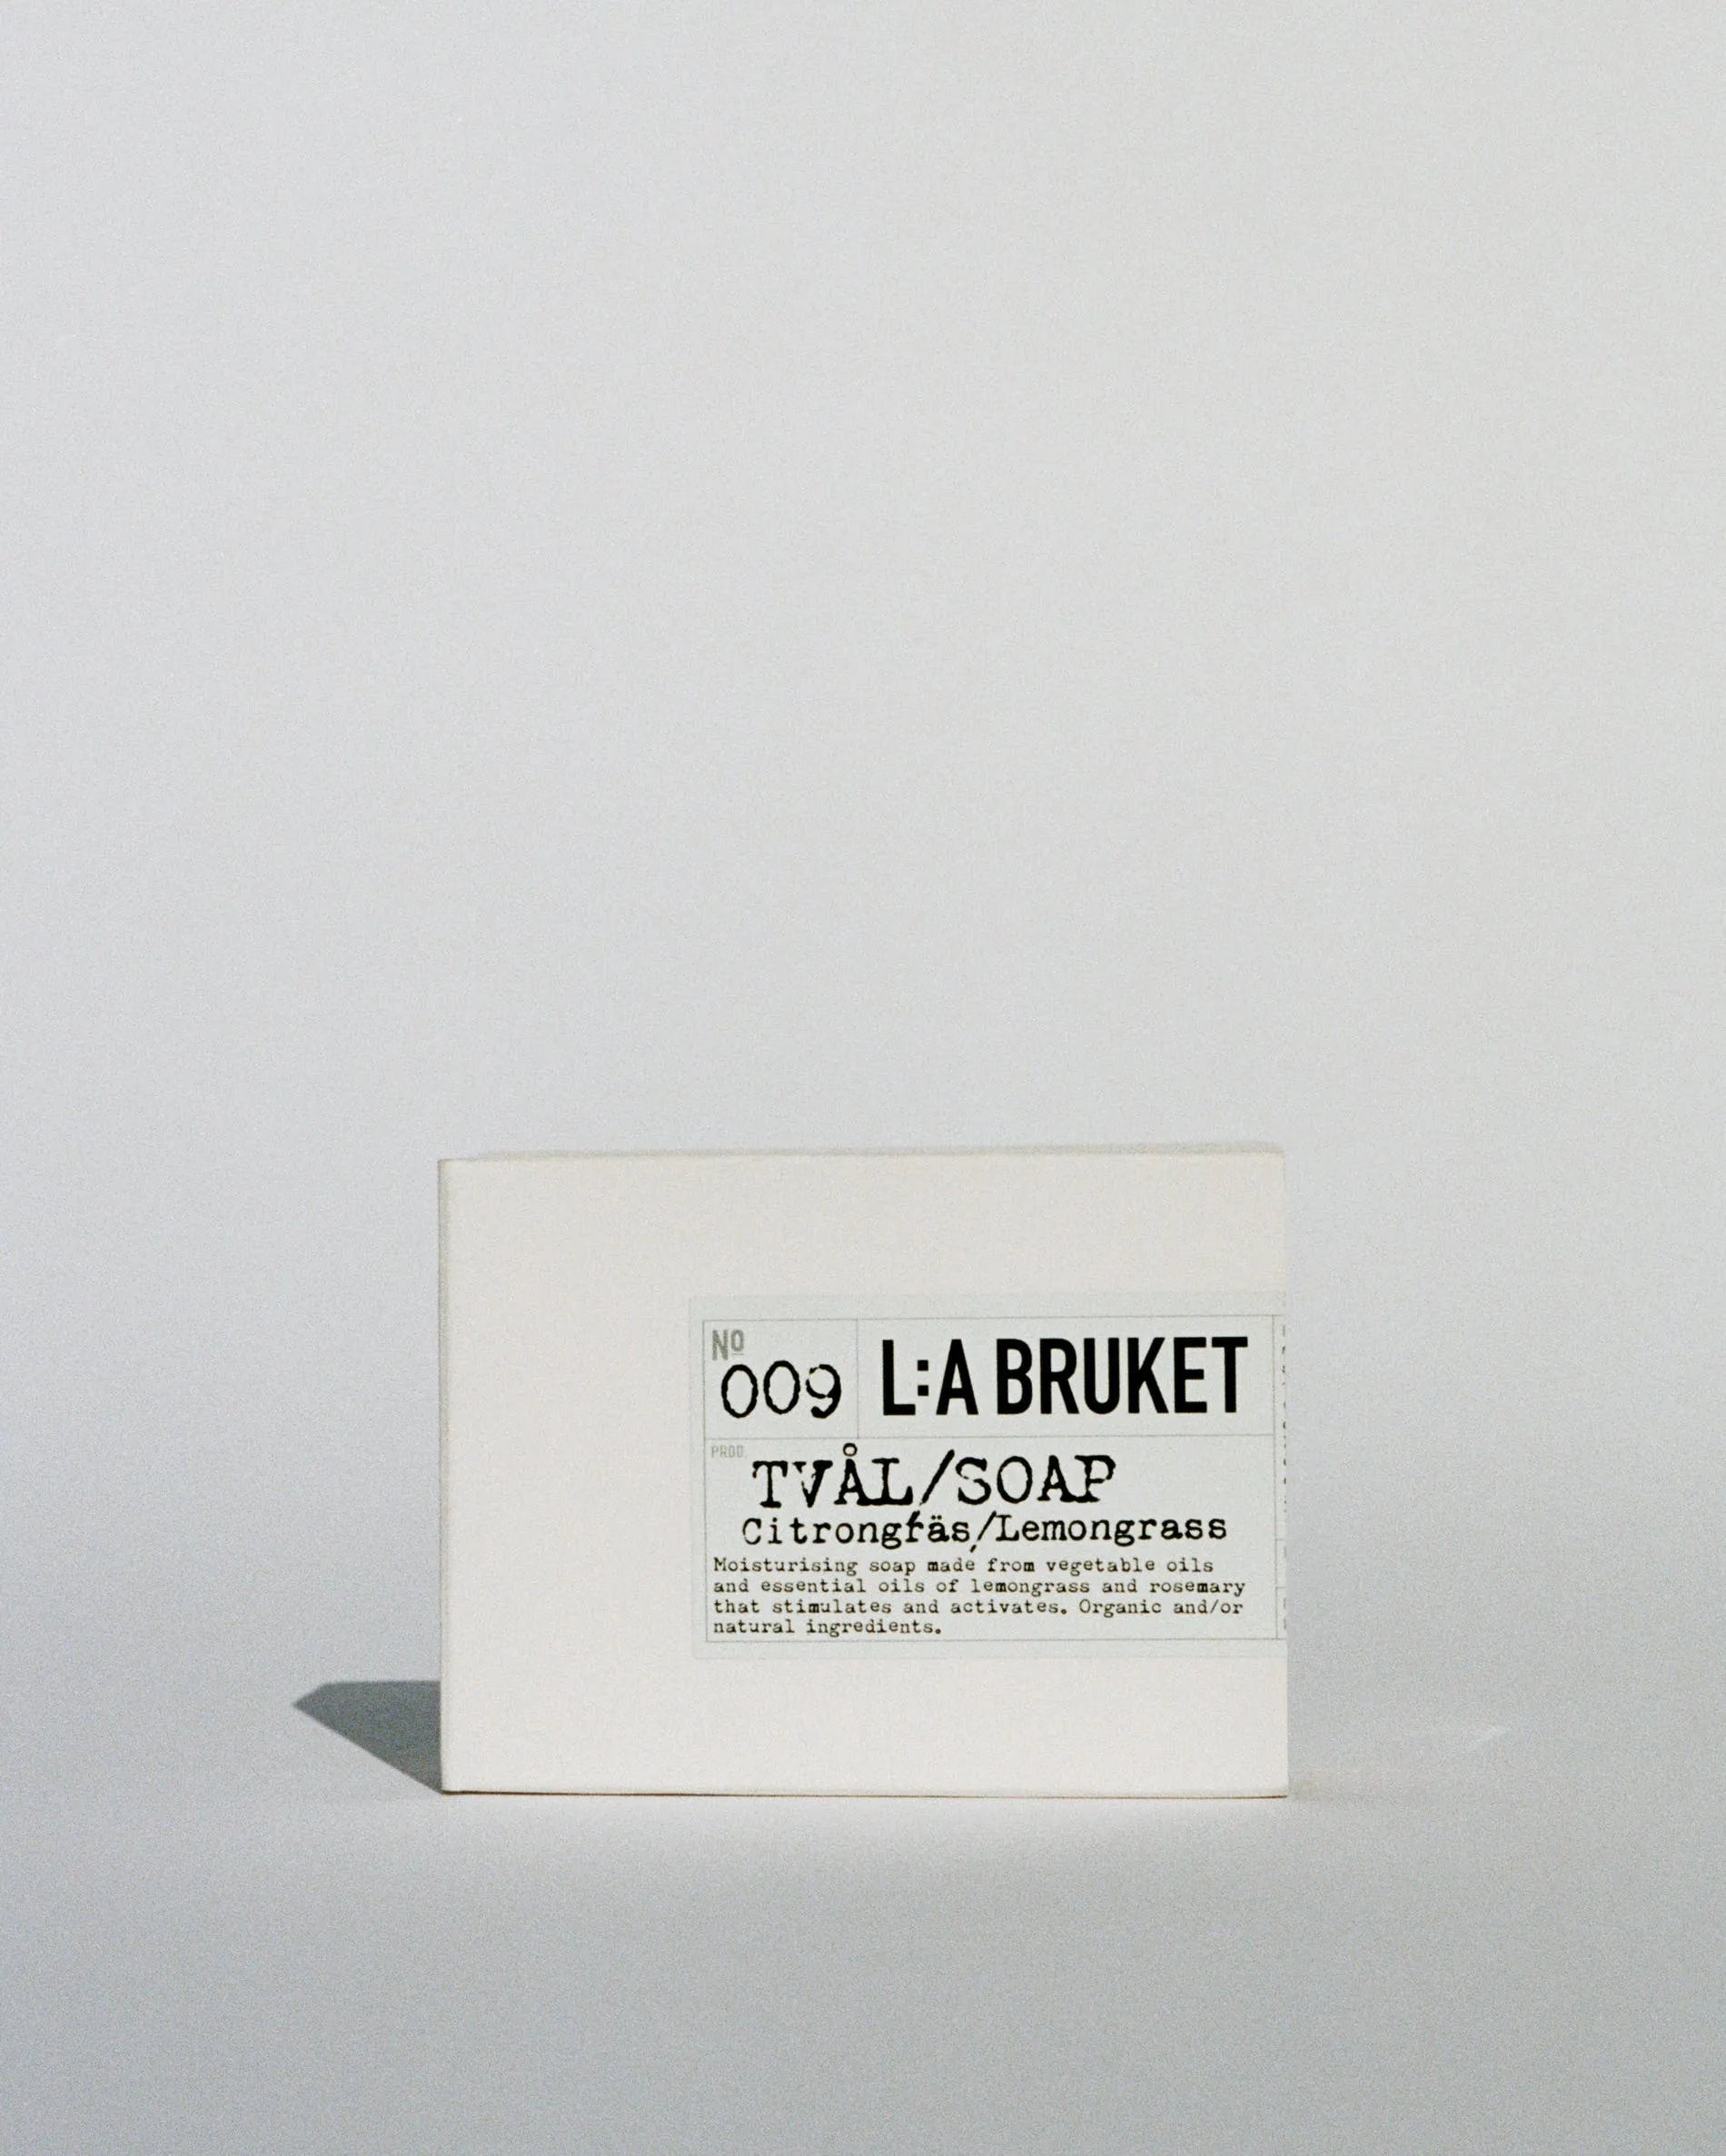 Nº
009
L:A BRUKET
PROD.
TVÅL/SOAP
Citrongräs/Lemongrass
Moisturising soap made from vegetable oils
and essential oils of lemongrass and rosemary
that stimulates and activates. Organic and/or
natural ingredients.